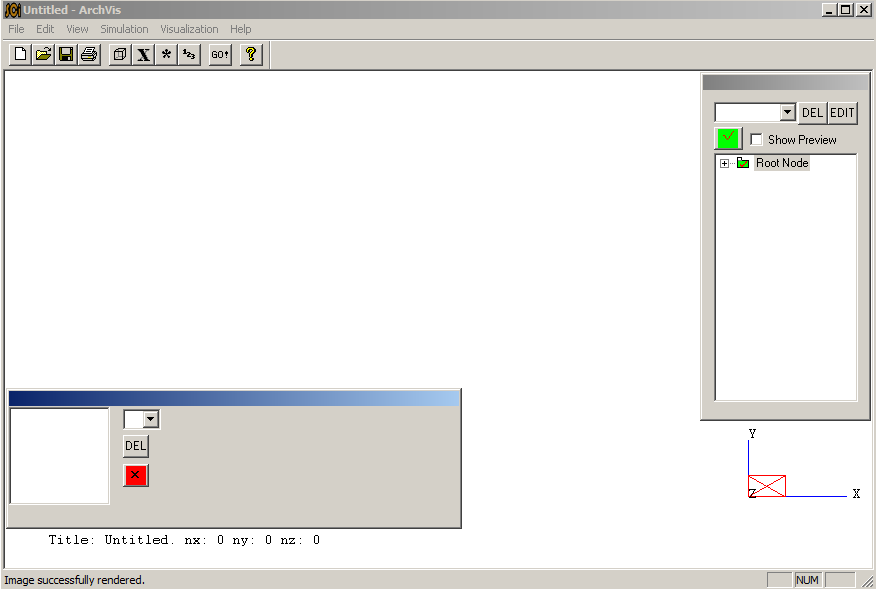 Untitled - ArchVis
File Edit View Simulation Visualization Help
X * 123 GO! ?
DEL EDIT
Show Preview
Root Node
DEL
Y
Z X
Title: Untitled. nx: 0 ny: 0 nz: 0
Image successfully rendered.
NUM